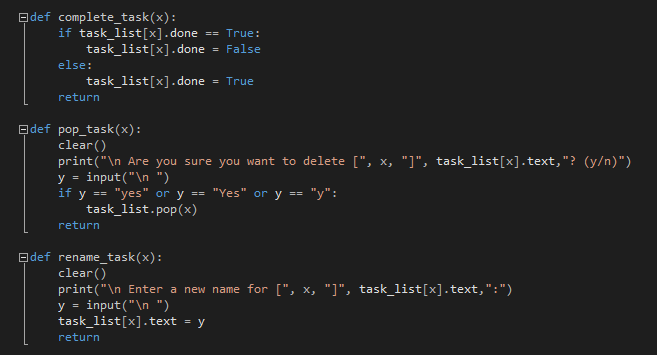 def complete_task(x):
    if task_list[x].done == True:
        task_list[x].done = False
    else:
        task_list[x].done = True
    return

def pop_task(x):
    clear()
    print("\n Are you sure you want to delete [", x, "]", task_list[x].text,"? (y/n)")
    y = input("\n ")
    if y == "yes" or y == "Yes" or y == "y":
        task_list.pop(x)
    return

def rename_task(x):
    clear()
    print("\n Enter a new name for [", x, "]", task_list[x].text,":")
    y = input("\n ")
    task_list[x].text = y
    return